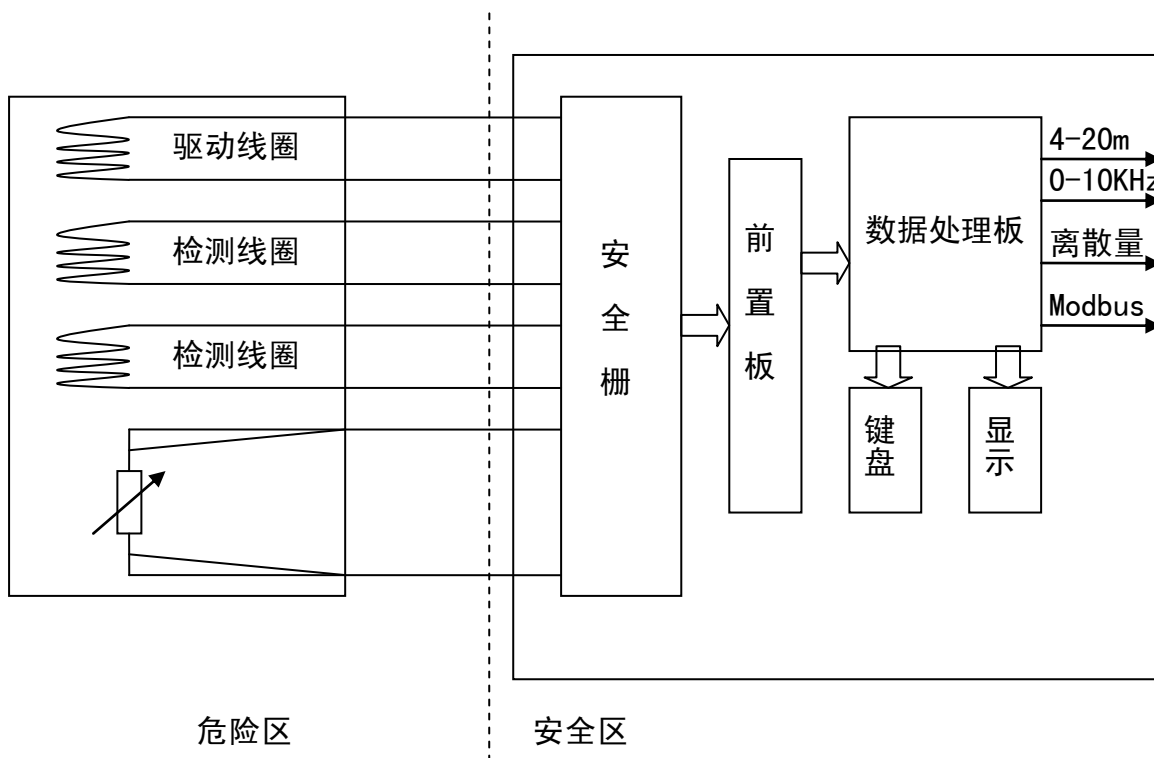 驱动线圈
检测线圈
检测线圈
安全栅
前置板
数据处理板
4-20m
0-10KHz
离散量
Modbus
键盘
显示
危险区
安全区